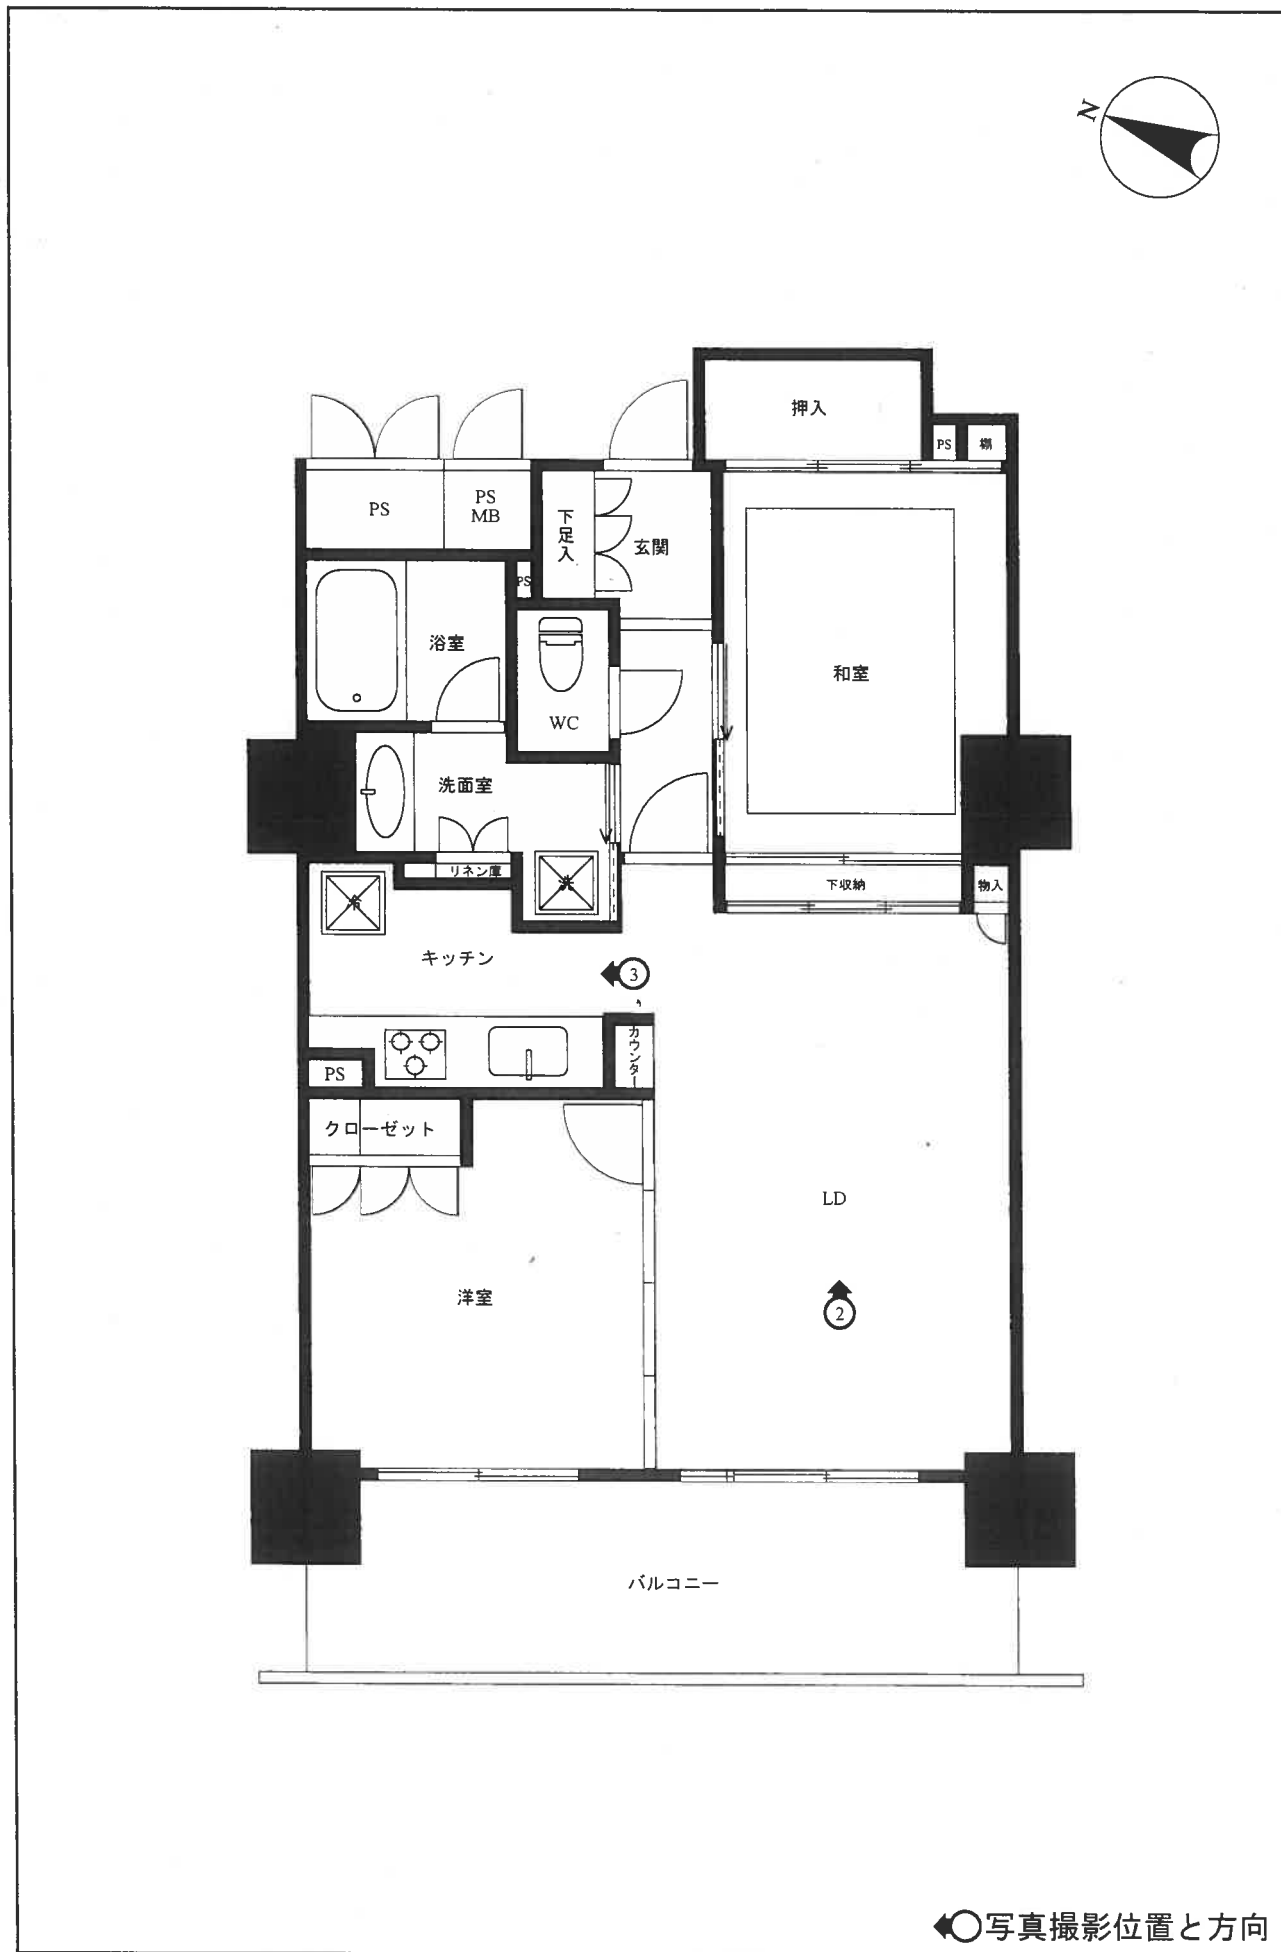 N
押入
PS
棚
PS
PS
MB
下足入
玄関
PS
浴室
和室
WC
洗面室
リネン庫
洗
下収納
物入
冷
キッチン
3
カウンター
PS
クローゼット
LD
洋室
2
バルコニー
写真撮影位置と方向